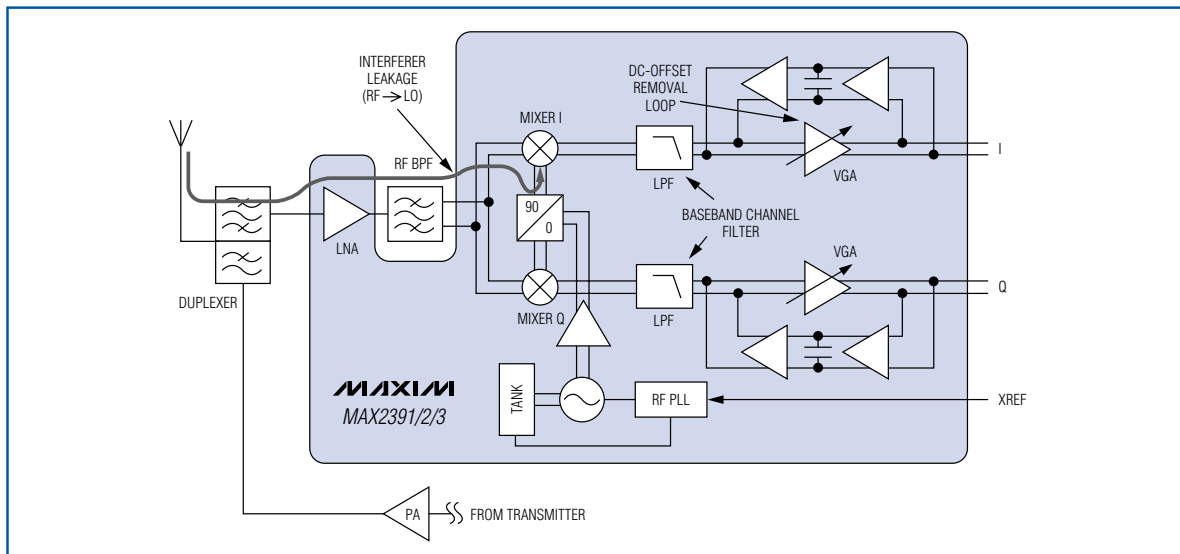 INTERFERER
LEAKAGE
(RF → LO)
DC-OFFSET
REMOVAL
LOOP
MIXER I
RF BPF
I
VGA
LPF
90
0
BASEBAND CHANNEL
FILTER
LNA
VGA
Q
DUPLEXER
MIXER Q
LPF
MAXIM
MAX2391/2/3
TANK
RF PLL
XREF
PA
FROM TRANSMITTER